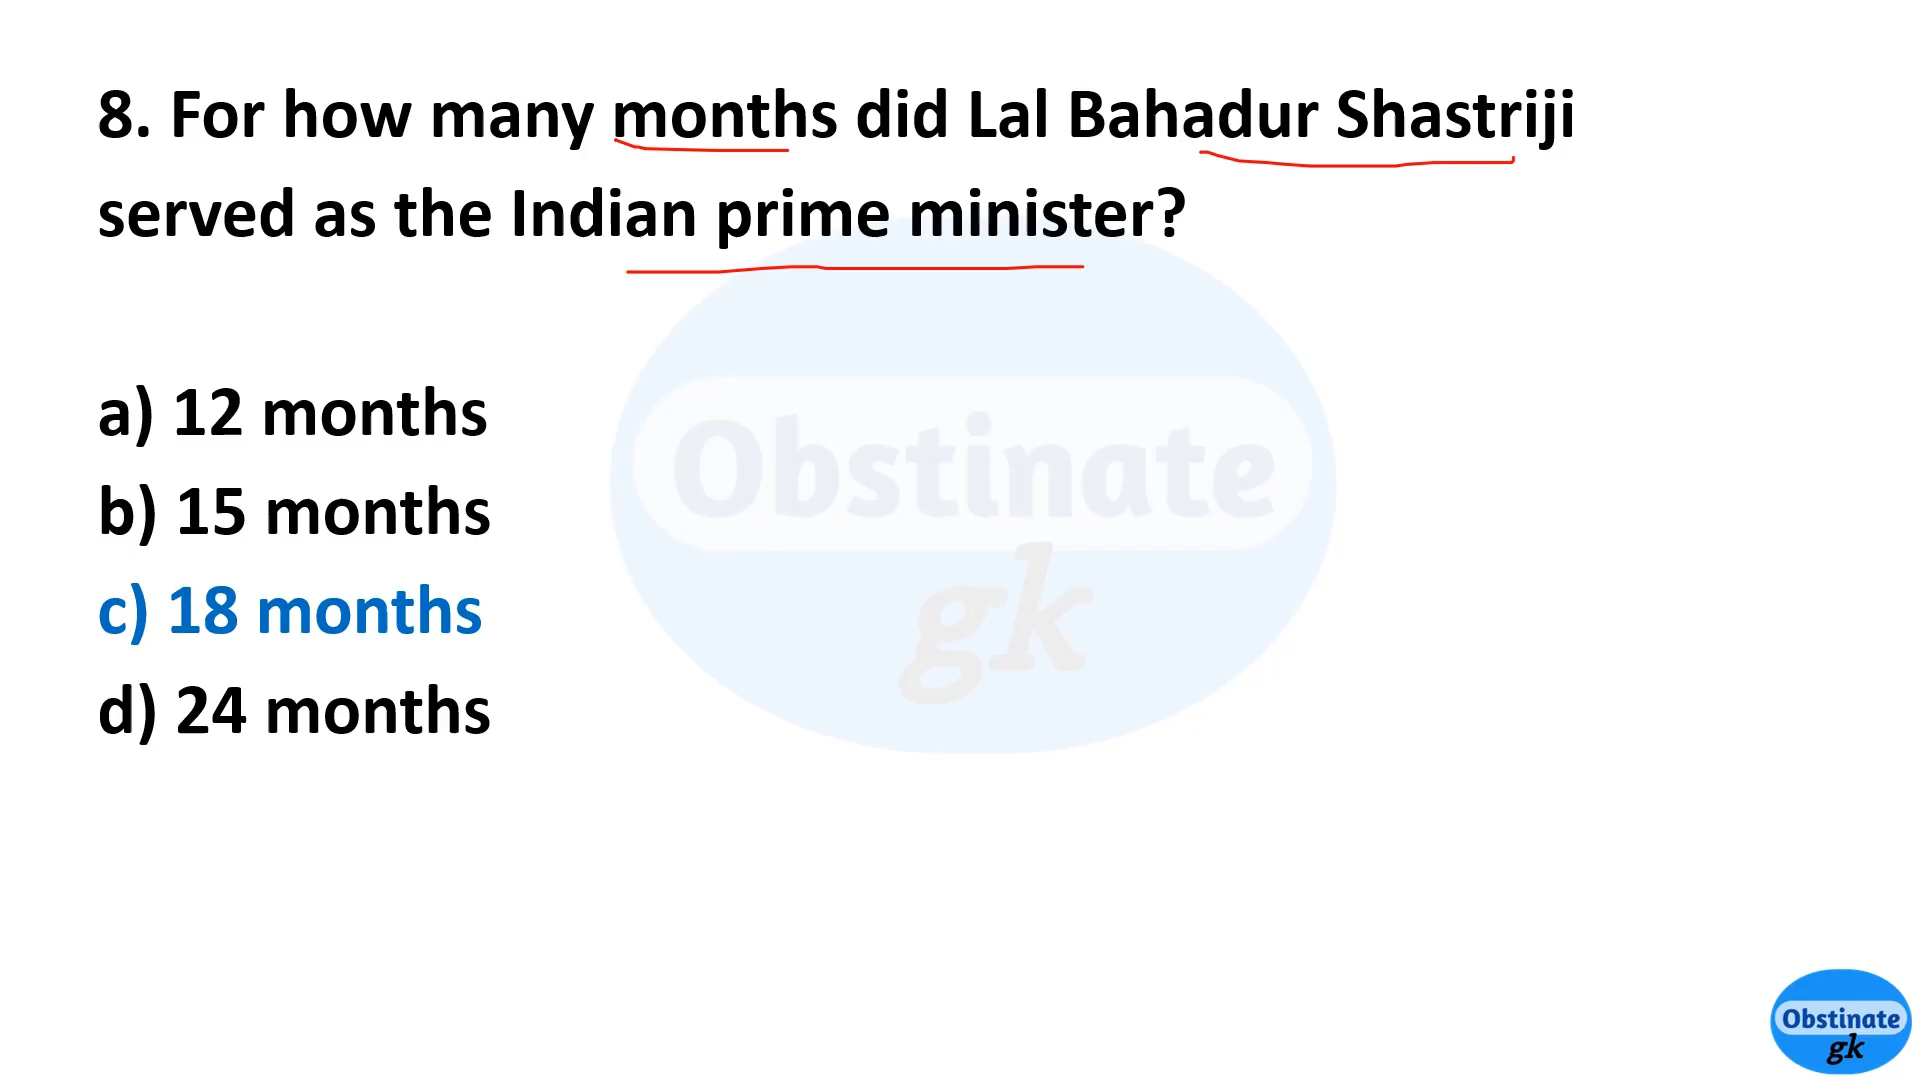 8. For how many months did Lal Bahadur Shastriji
served as the Indian prime minister?
a) 12 months
b) 15 months
c) 18 months
d) 24 months
Obstinate
gk
Obstinate
gk